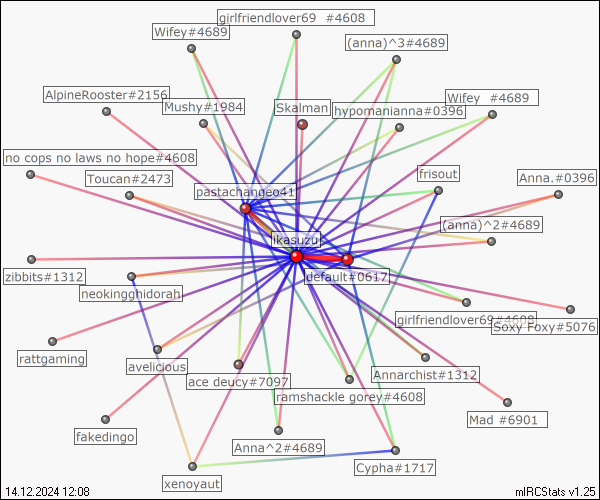 girlfriendlover69 #4608
Wifey#4689
(anna)^3#4689
AlpineRooster#2156
Mushy#1984
Skalman
hypomanianna#0396
Wifey #4689
no cops no laws no hope#4608
Toucan#2473
pastachangeo41
frisout
Anna.#0396
(anna)^2#4689
ikasuzu
default#0617
zibbits#1312
neokingghidorah
girlfriendlover69#4608
Soxy Foxy#5076
rattgaming
avelicious
ace deucy#7097
Annarchist#1312
ramshackle gorey#4608
Mad #6901
fakedingo
Anna^2#4689
Cypha#1717
xenoyaut
14.12.2024 12:08
mIRCStats v1.25